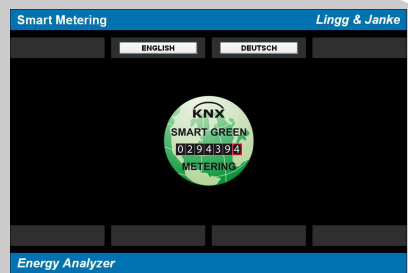 Smart Metering
Lingg & Janke
ENGLISH
DEUTSCH
KNX
SMART GREEN
0294394
METERING
Energy Analyzer